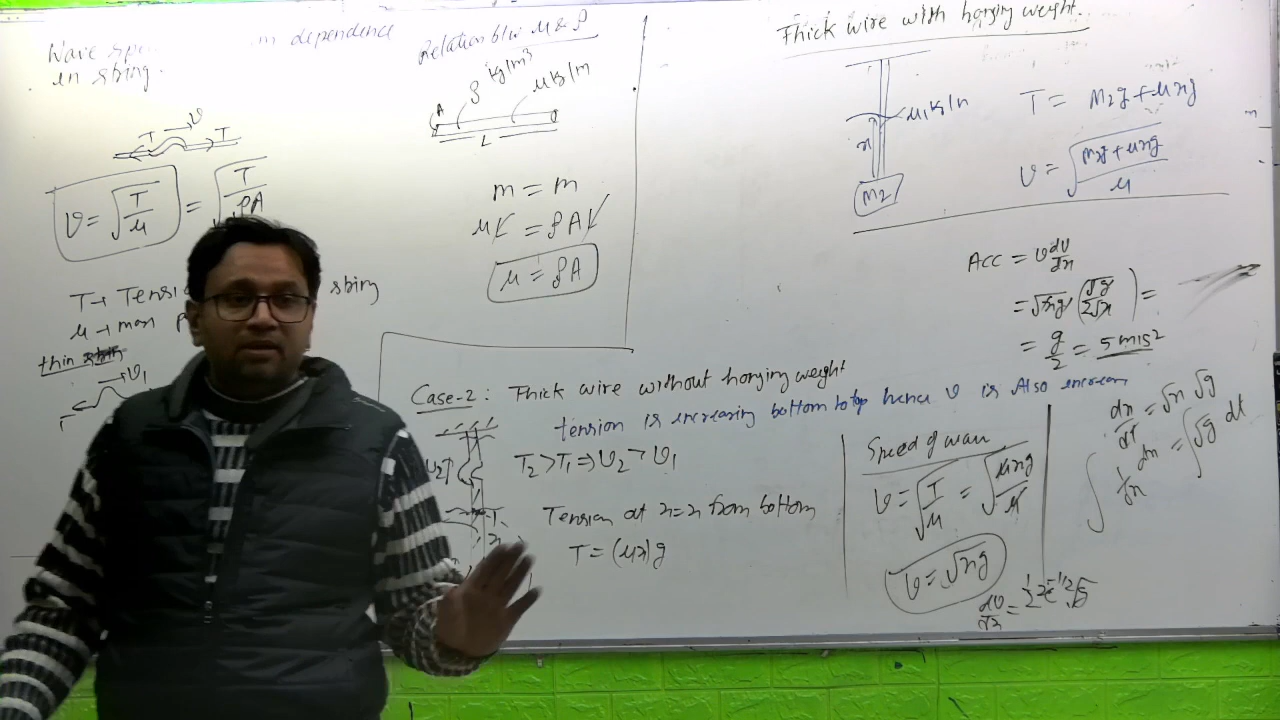 Wave spe m dependence
in string.
T v T
v = √T/μ = √T/ρA
T → Tensi string
μ → mass p
thin
v1
T
Relation b/w μ & ρ
ρ kg/m³ μ kg/m
A
L
m = m
μL = ρAL
μ = ρA
Thick wire with hanging weight.
μ kg/m
x
M2
T = M2g + μxg
v = √M2g + μxg/μ
Acc = v dv/dx
= √xg (√g/2√x) =
= g/2 = 5 m/s²
Case-2: Thick wire without hanging weight
tension is increasing bottom to top hence v is Also increase
T2 > T1 ⇒ v2 > v1
Tension at x = x from bottom
T = (μx)g
Speed of wave
v = √T/μ = √μxg/μ
v = √xg
dv/dx = 1/2 x^-1/2 √g
dx/dt = √x √g
∫ 1/√x dx = ∫ √g dt